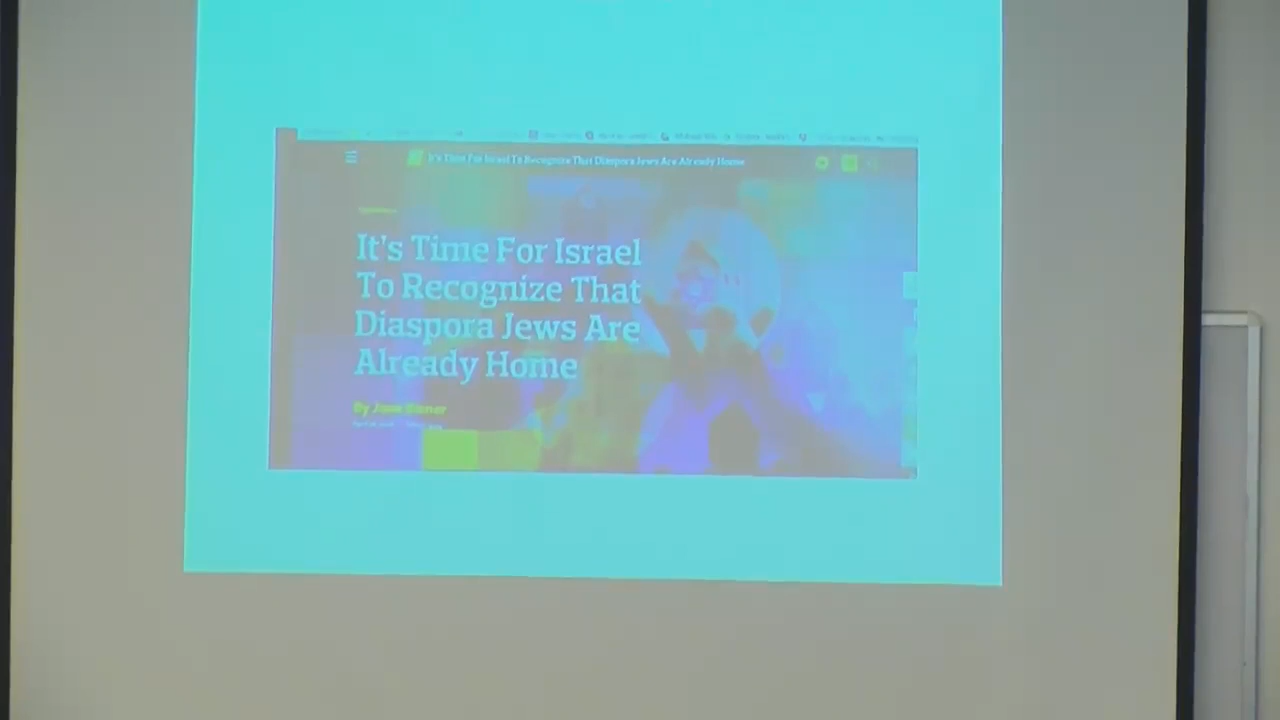 It's Time For Israel To Recognize That Diaspora Jews Are Already Home
It's Time For Israel
To Recognize That
Diaspora Jews Are
Already Home
By